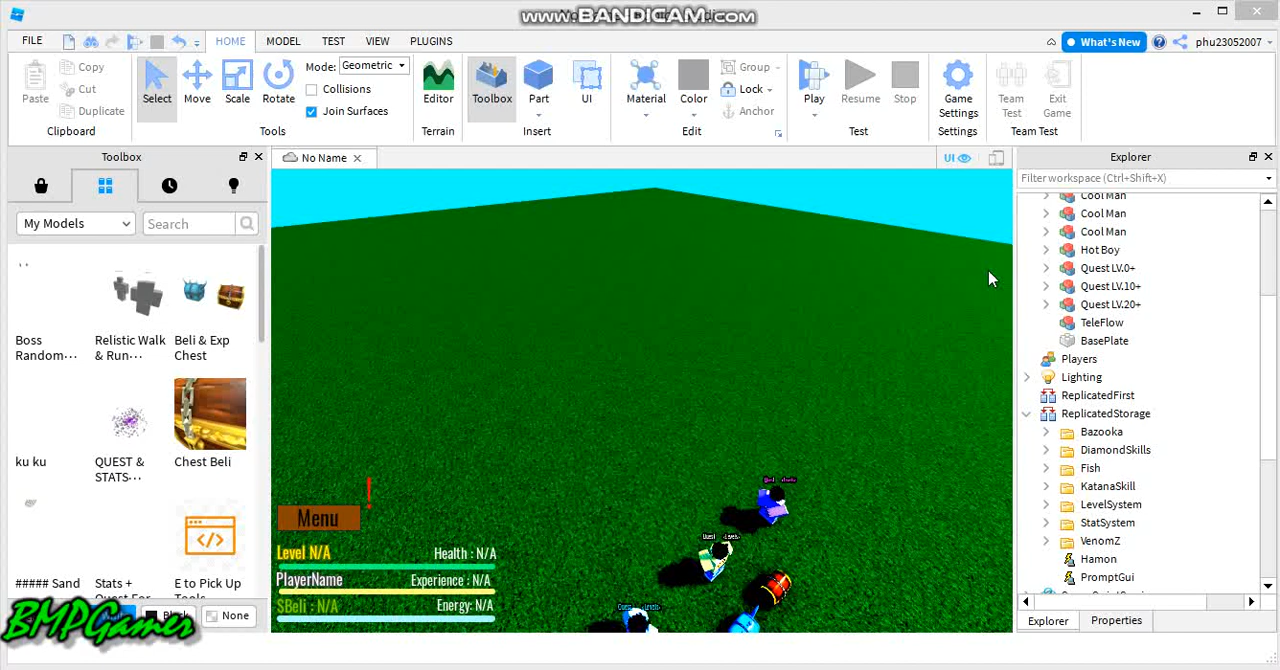 www.BANDICAM.com
FILE HOME MODEL TEST VIEW PLUGINS What's New phu23052007
Paste Copy Cut Duplicate Clipboard
Select Move Scale Rotate Mode: Geometric Collisions Join Surfaces Tools
Editor Terrain
Toolbox Part UI Insert
Material Color Group Lock Anchor Edit
Play Resume Stop Test
Game Settings Settings
Team Test Exit Game Team Test
Toolbox
My Models Search
Boss Random...
Relistic Walk & Run...
Beli & Exp Chest
ku ku
QUEST & STATS...
Chest Beli
##### Sand
Stats + Quest For
E to Pick Up Tools
None
BMPGamer
No Name
UI
Menu !
Level N/A Health : N/A
PlayerName Experience : N/A
$Beli : N/A Energy: N/A
Explorer
Filter workspace (Ctrl+Shift+X)
Cool Man
Cool Man
Cool Man
Hot Boy
Quest LV.0+
Quest LV.10+
Quest LV.20+
TeleFlow
BasePlate
Players
Lighting
ReplicatedFirst
ReplicatedStorage
Bazooka
DiamondSkills
Fish
KatanaSkill
LevelSystem
StatSystem
VenomZ
Hamon
PromptGui
Explorer Properties